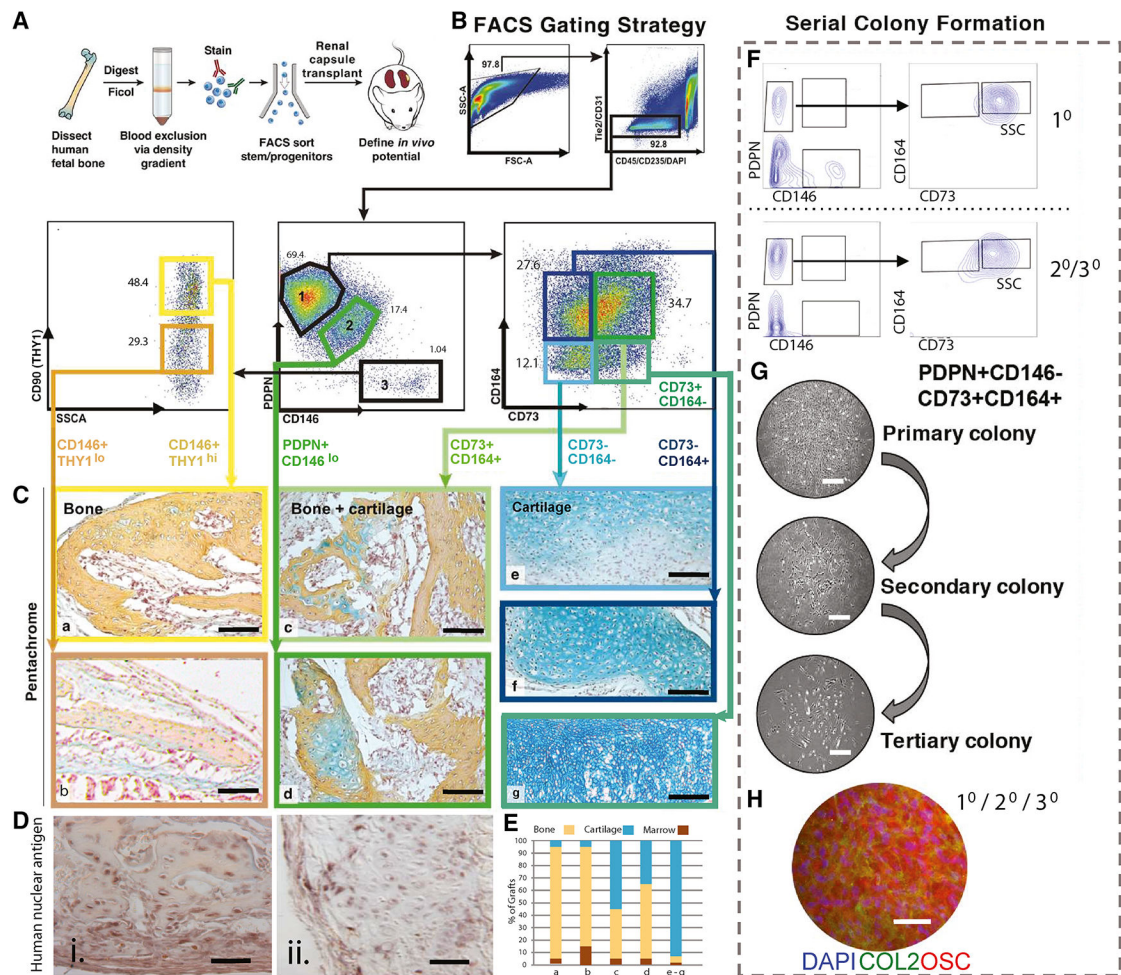 A
Digest
Ficol
Stain
Renal
capsule
transplant
Dissect
human
fetal bone
Blood exclusion
via density
gradient
FACS sort
stem/progenitors
Define in vivo
potential
B
FACS Gating Strategy
97.8
SSC-A
FSC-A
Tie2/CD31
92.8
CD45/CD235/DAPI
48.4
29.3
CD90 (THY1)
SSCA
69.4
1
2
17.4
1.04
3
PDPN
CD146
27.6
34.7
12.1
CD164
CD73
CD73+
CD164-
CD146+
THY1 lo
CD146+
THY1 hi
PDPN+
CD146 lo
CD73+
CD164+
CD73-
CD164-
CD73-
CD164+
C
Pentachrome
Bone
a
Bone + cartilage
c
Cartilage
e
b
d
f
g
D
Human nuclear antigen
i.
ii.
E
Bone
Cartilage
Marrow
% of Grafts
100
90
80
70
60
50
40
30
20
10
0
a
b
c
d
e-g
Serial Colony Formation
F
PDPN
CD146
CD164
CD73
SSC
1⁰
PDPN
CD146
CD164
CD73
SSC
2⁰/3⁰
G
PDPN+CD146-
CD73+CD164+
Primary colony
Secondary colony
Tertiary colony
H
1⁰ / 2⁰ / 3⁰
DAPI COL2 OSC